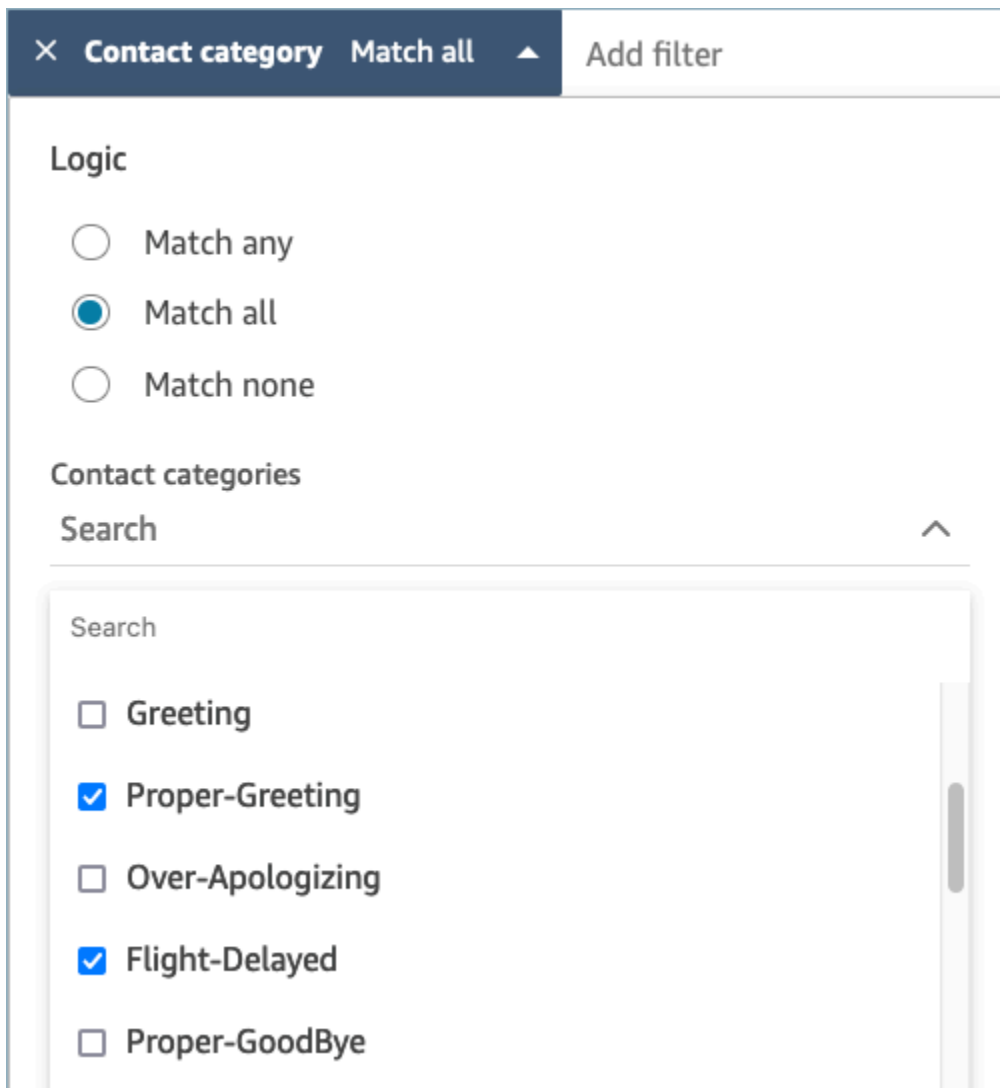 Contact category Match all Add filter
Logic
Match any
Match all
Match none
Contact categories
Search
Search
Greeting
Proper-Greeting
Over-Apologizing
Flight-Delayed
Proper-GoodBye